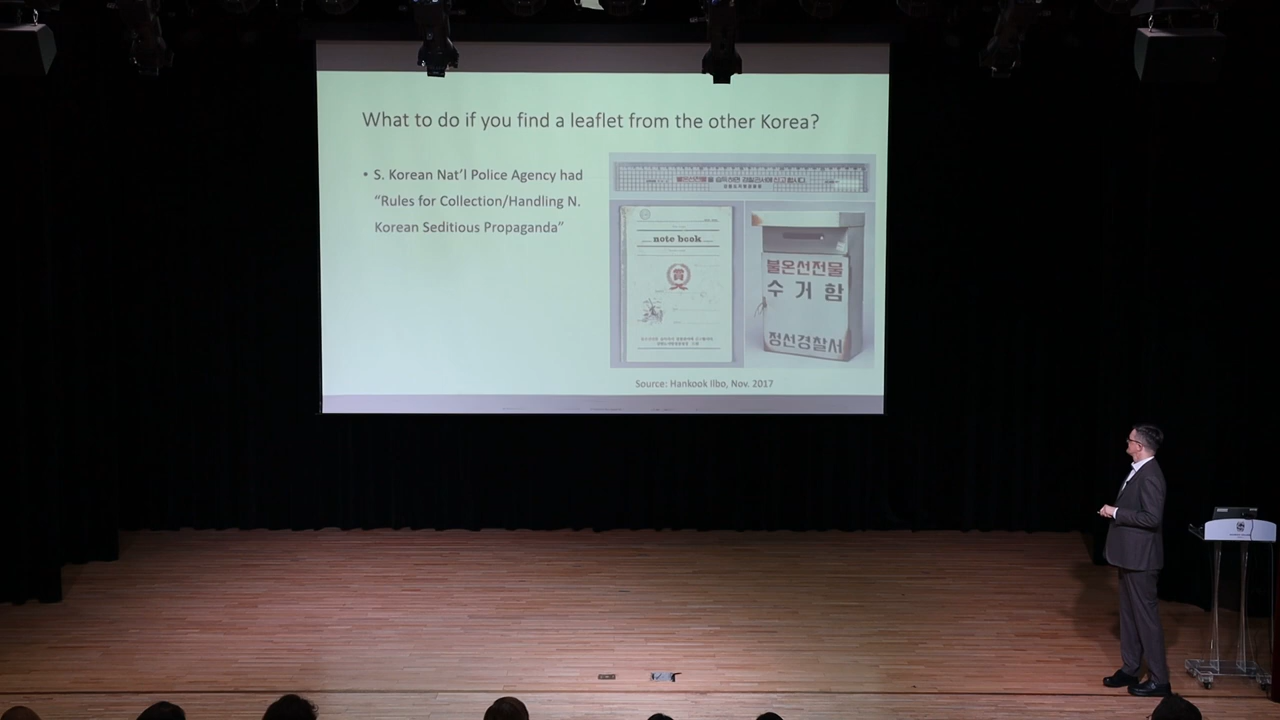 What to do if you find a leaflet from the other Korea?
• S. Korean Nat'l Police Agency had
"Rules for Collection/Handling N.
Korean Seditious Propaganda"
note book
불온선전물
수거함
정선경찰서
Source: Hankook Ilbo, Nov. 2017